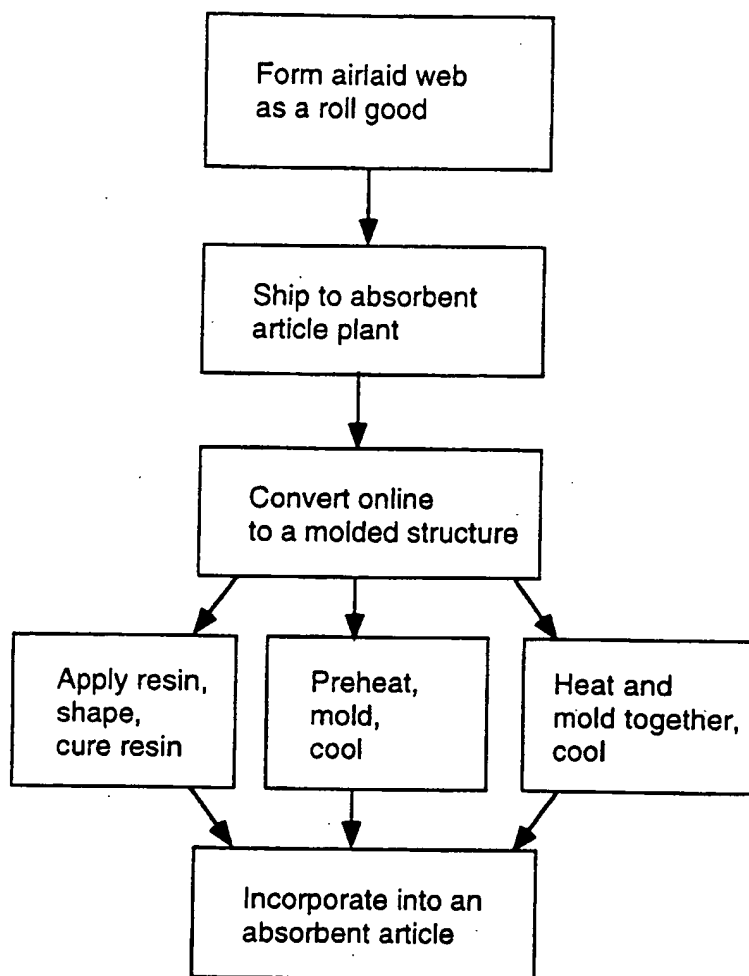 Form airlaid web
as a roll good
Ship to absorbent
article plant
Convert online
to a molded structure
Apply resin,
shape,
cure resin
Preheat,
mold,
cool
Heat and
mold together,
cool
Incorporate into an
absorbent article